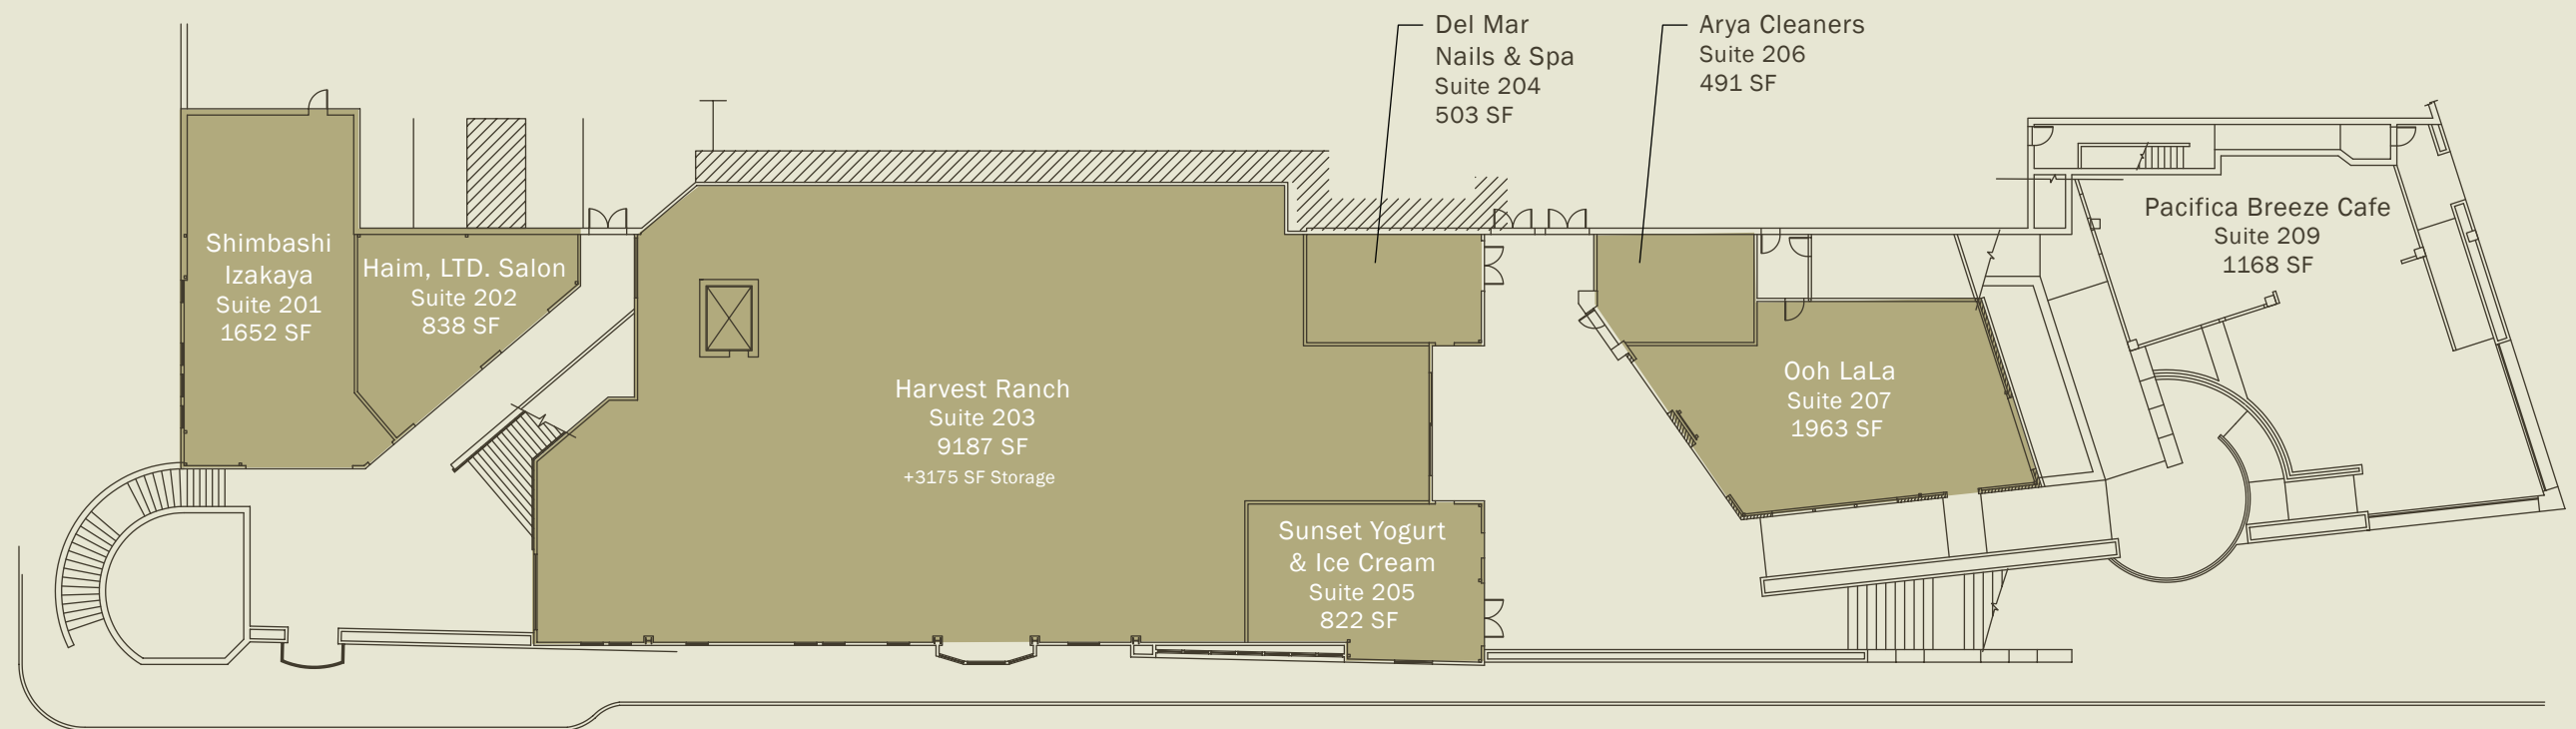 Del Mar
Nails & Spa
Suite 204
503 SF
Arya Cleaners
Suite 206
491 SF
Shimbashi
Izakaya
Suite 201
1652 SF
Haim, LTD. Salon
Suite 202
838 SF
Harvest Ranch
Suite 203
9187 SF
+3175 SF Storage
Sunset Yogurt
& Ice Cream
Suite 205
822 SF
Ooh LaLa
Suite 207
1963 SF
Pacifica Breeze Cafe
Suite 209
1168 SF